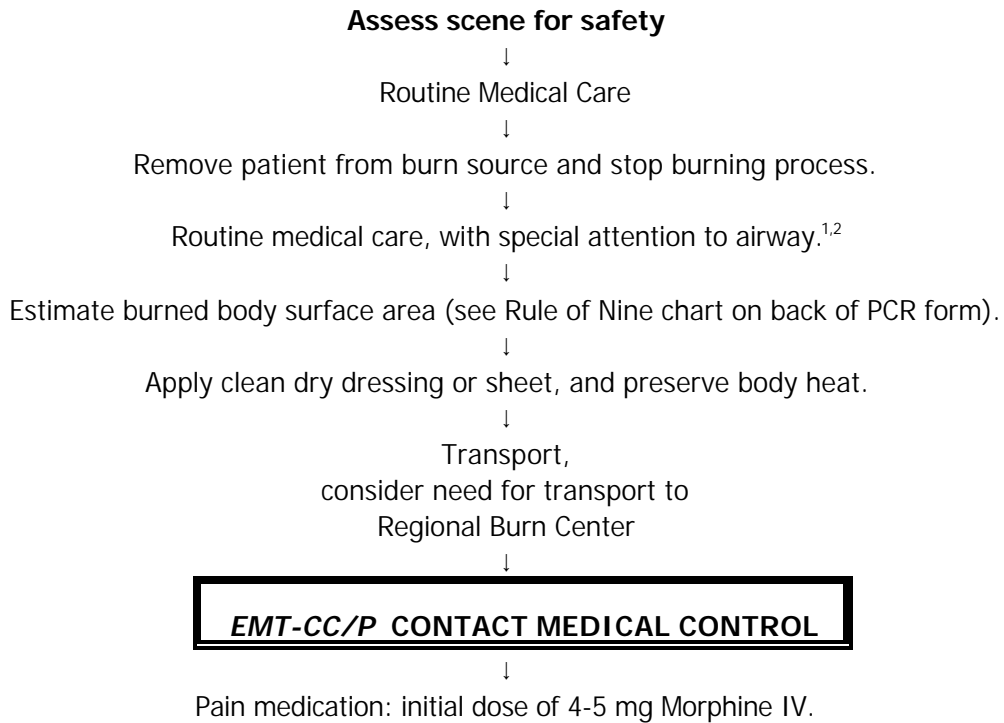 Assess scene for safety
↓
Routine Medical Care
↓
Remove patient from burn source and stop burning process.
↓
Routine medical care, with special attention to airway.1,2
↓
Estimate burned body surface area (see Rule of Nine chart on back of PCR form).
↓
Apply clean dry dressing or sheet, and preserve body heat.
↓
Transport,
consider need for transport to
Regional Burn Center
↓
EMT-CC/P CONTACT MEDICAL CONTROL
↓
Pain medication: initial dose of 4-5 mg Morphine IV.